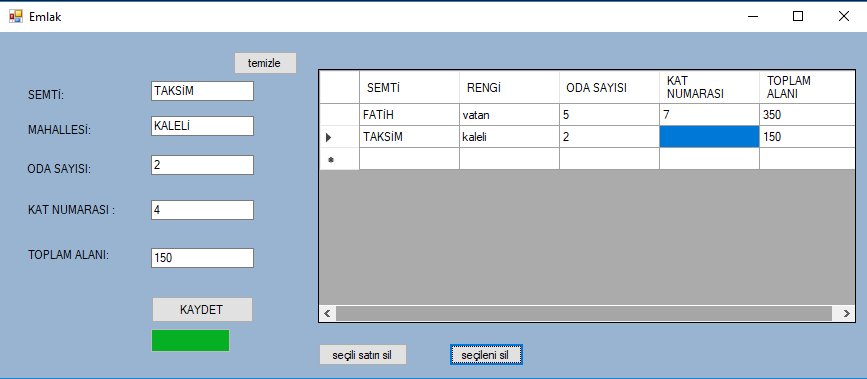 Emlak
temizle
SEMTİ: TAKSİM
MAHALLESİ: KALELİ
ODA SAYISI: 2
KAT NUMARASI : 4
TOPLAM ALANI: 150
KAYDET
SEMTİ RENGİ ODA SAYISI KAT NUMARASI TOPLAM ALANI
FATİH vatan 5 7 350
TAKSİM kaleli 2 150
seçili satırı sil seçileni sil